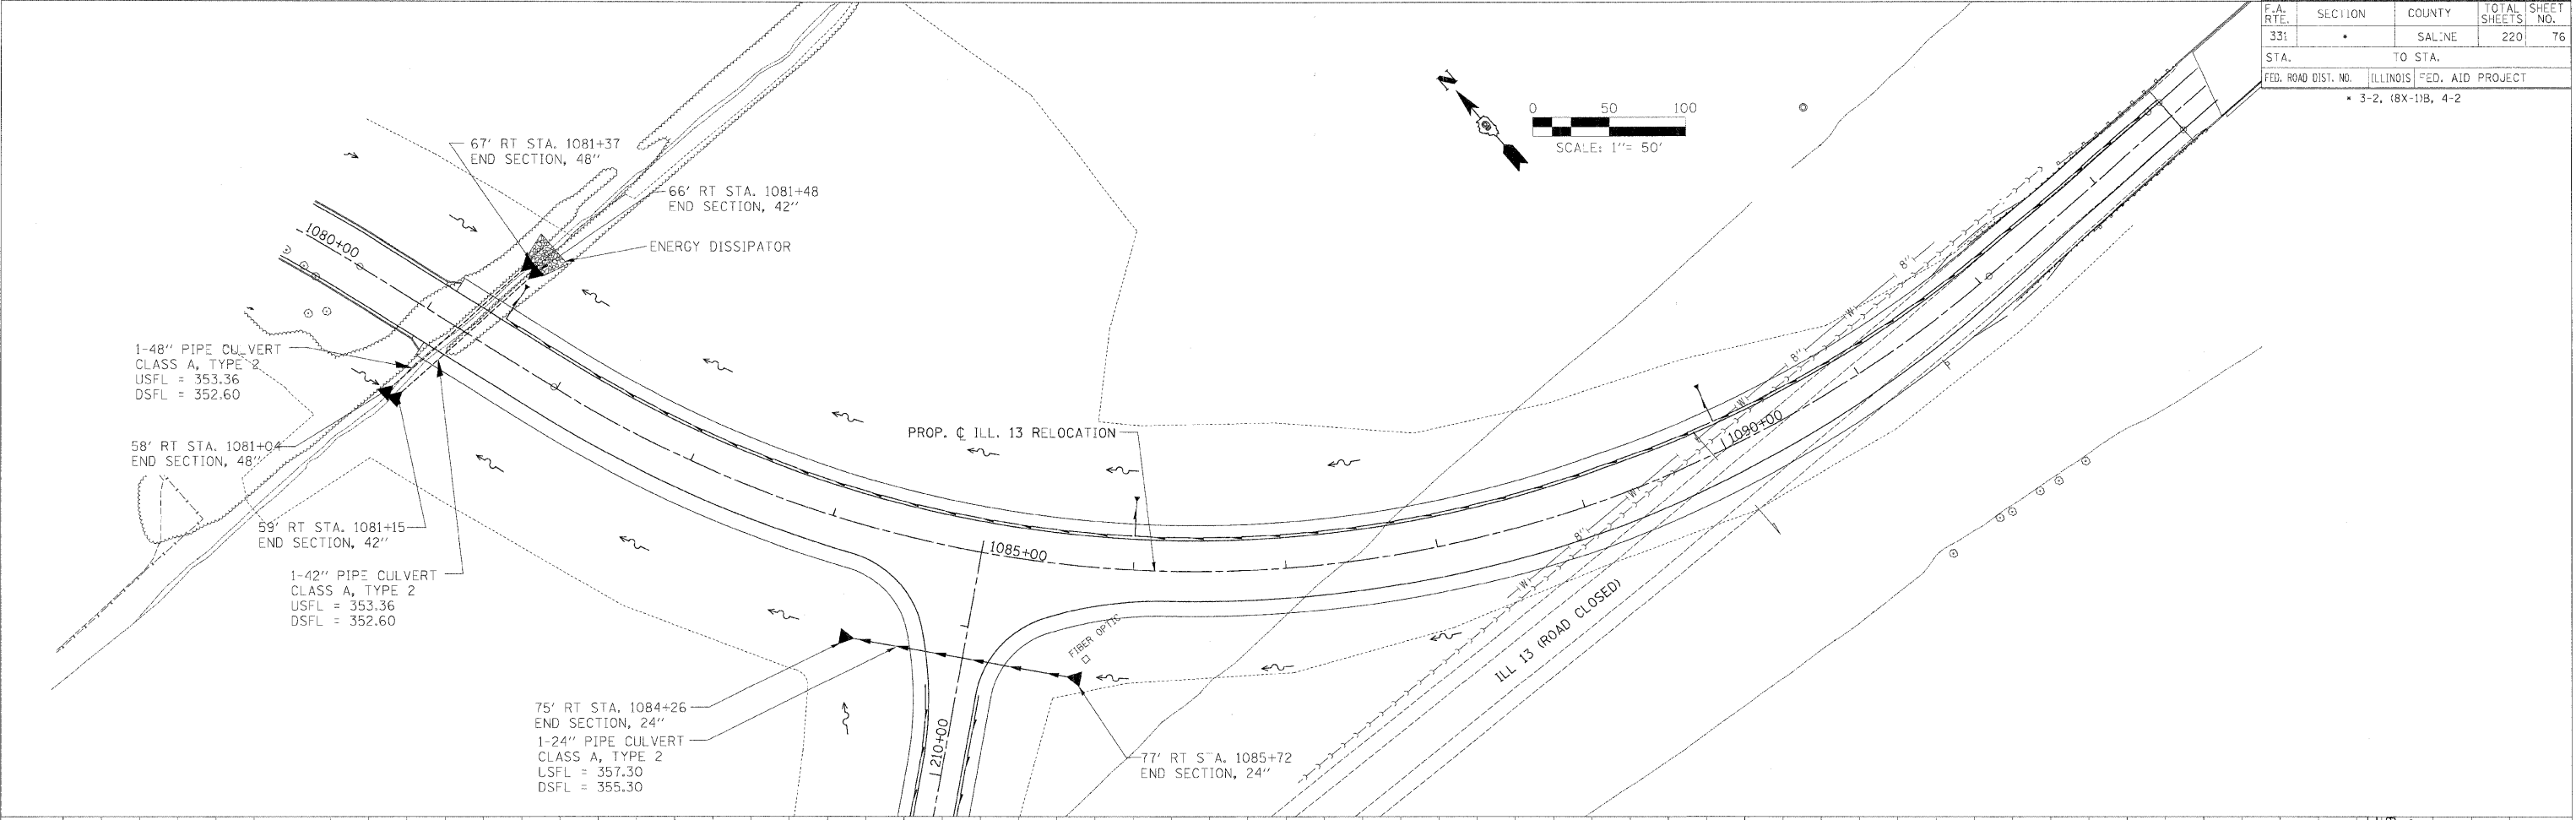 F.A. RTE. SECTION COUNTY TOTAL SHEETS SHEET NO.
331 * SALINE 220 76
STA. TO STA.
FED. ROAD DIST. NO. ILLINOIS FED. AID PROJECT
* 3-2, (8X-1)B, 4-2
N
0 50 100
SCALE: 1"= 50'
67' RT STA. 1081+37
END SECTION, 48"
66' RT STA. 1081+48
END SECTION, 42"
ENERGY DISSIPATOR
1080+00
1-48" PIPE CULVERT
CLASS A, TYPE 2
USFL = 353.36
DSFL = 352.60
58' RT STA. 1081+04
END SECTION, 48"
59' RT STA. 1081+15
END SECTION, 42"
1-42" PIPE CULVERT
CLASS A, TYPE 2
USFL = 353.36
DSFL = 352.60
PROP. ℄ ILL. 13 RELOCATION
1085+00
1090+00
8"
W
8"
W
W
8"
W
P
FIBER OPTIC
ILL 13 (ROAD CLOSED)
75' RT STA. 1084+26
END SECTION, 24"
1-24" PIPE CULVERT
CLASS A, TYPE 2
USFL = 357.30
DSFL = 355.30
210+00
77' RT STA. 1085+72
END SECTION, 24"